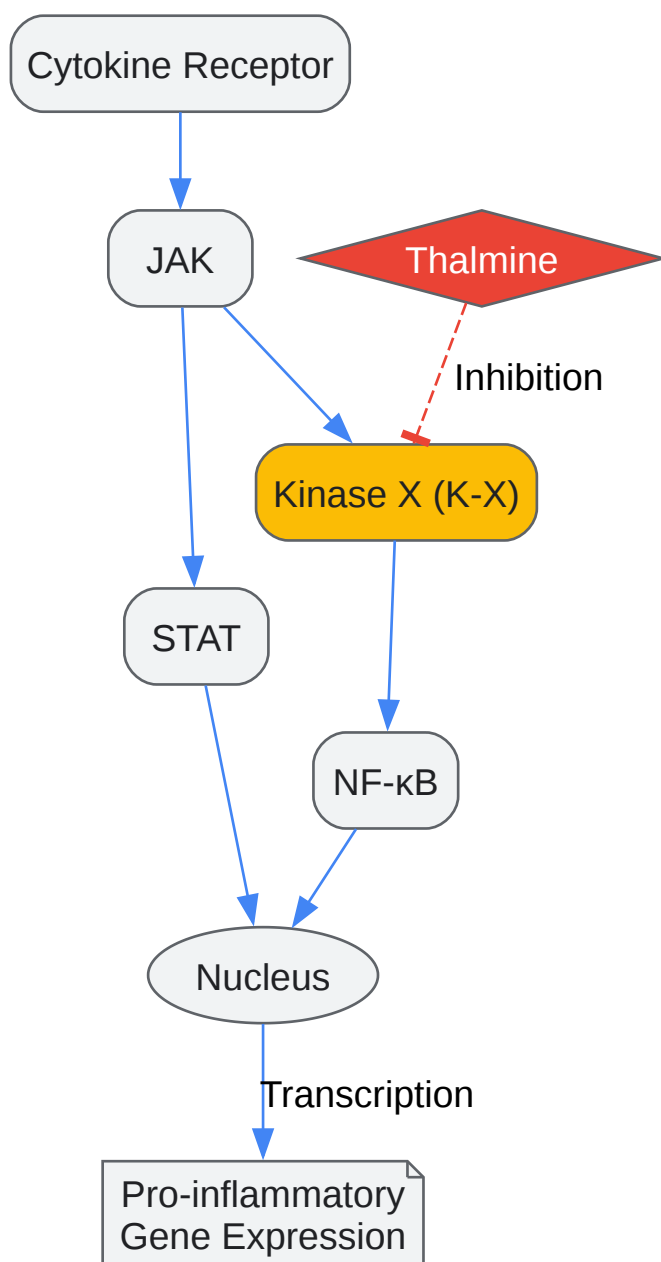 Cytokine Receptor
JAK
Thalmine
Inhibition
Kinase X (K-X)
STAT
NF-κB
Nucleus
Transcription
Pro-inflammatory
Gene Expression